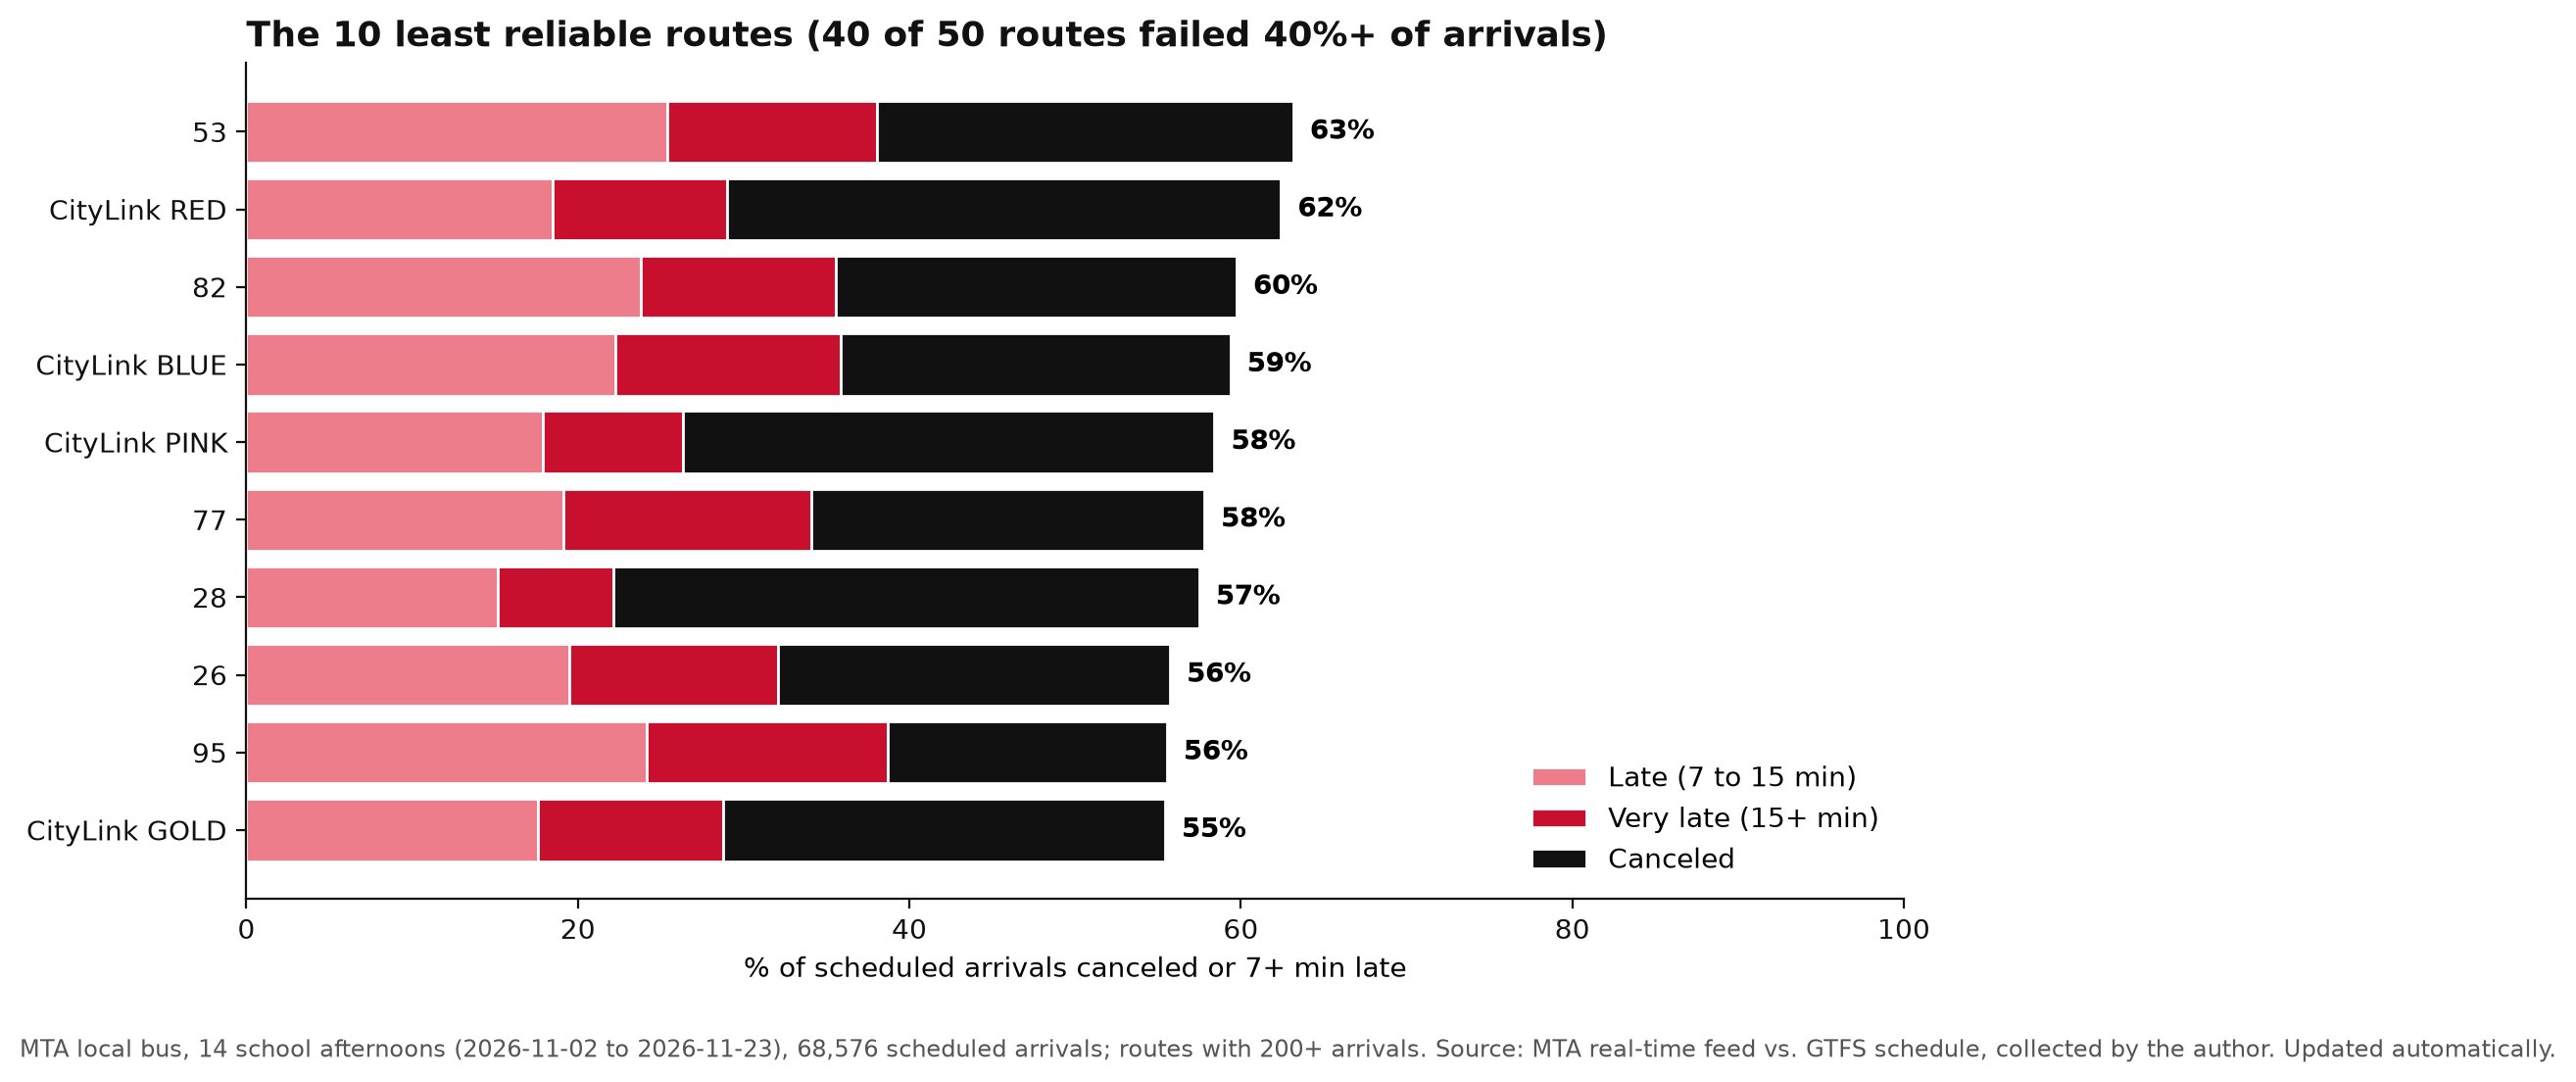 The 10 least reliable routes (40 of 50 routes failed 40%+ of arrivals)
53 63%
CityLink RED 62%
82 60%
CityLink BLUE 59%
CityLink PINK 58%
77 58%
28 57%
26 56%
95 56%
CityLink GOLD 55%
Late (7 to 15 min)
Very late (15+ min)
Canceled
0 20 40 60 80 100
% of scheduled arrivals canceled or 7+ min late
MTA local bus, 14 school afternoons (2026-11-02 to 2026-11-23), 68,576 scheduled arrivals; routes with 200+ arrivals. Source: MTA real-time feed vs. GTFS schedule, collected by the author. Updated automatically.